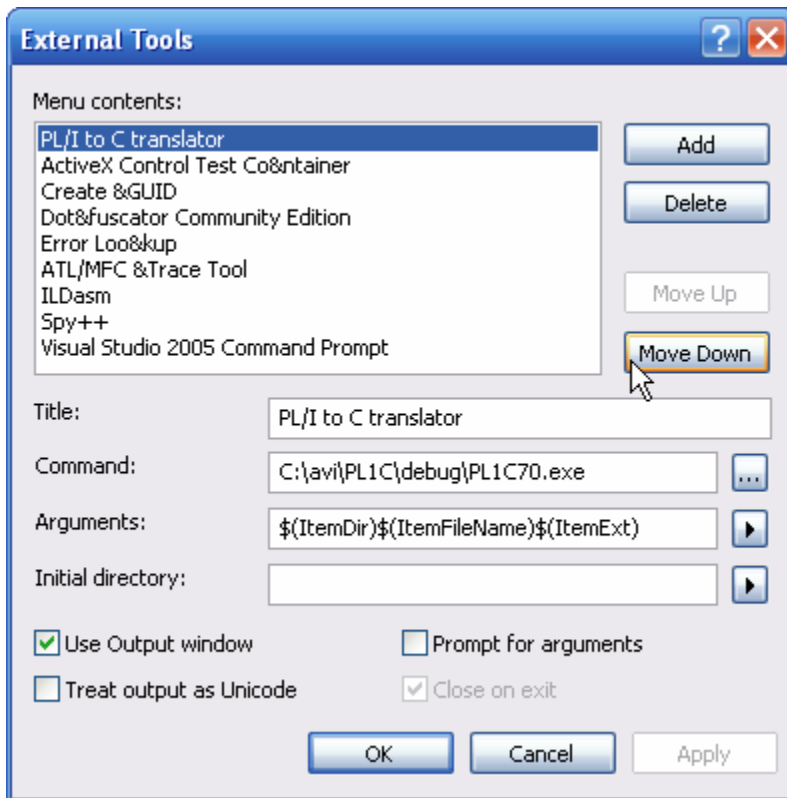 External Tools
Menu contents:
PL/I to C translator
ActiveX Control Test Co&ntainer
Create &GUID
Dot&fuscator Community Edition
Error Loo&kup
ATL/MFC &Trace Tool
ILDasm
Spy++
Visual Studio 2005 Command Prompt
Add
Delete
Move Up
Move Down
Title: PL/I to C translator
Command: C:\avi\PL1C\debug\PL1C70.exe ...
Arguments: $(ItemDir)$(ItemFileName)$(ItemExt)
Initial directory:
Use Output window Prompt for arguments
Treat output as Unicode Close on exit
OK Cancel Apply